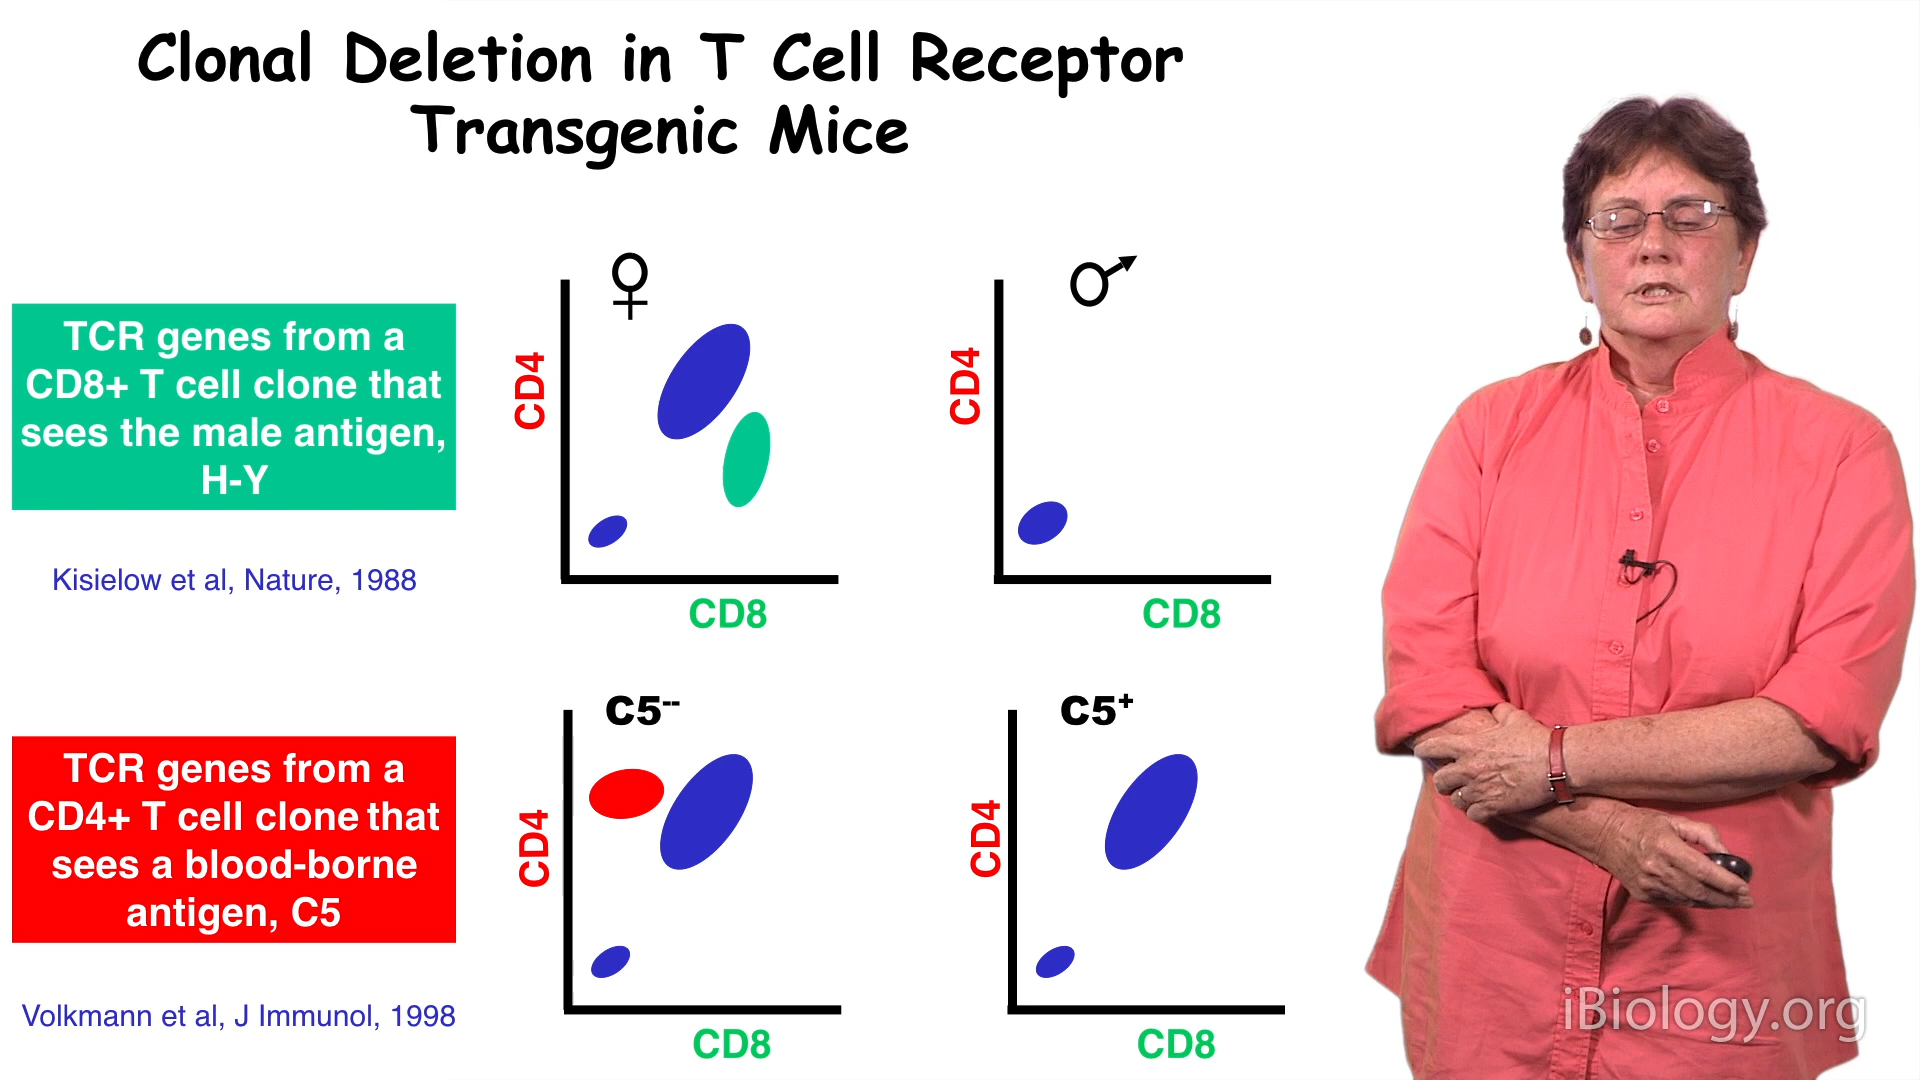 Clonal Deletion in T Cell Receptor
Transgenic Mice
TCR genes from a
CD8+ T cell clone that
sees the male antigen,
H-Y
Kisielow et al, Nature, 1988
♀
CD4
CD8
♂
CD4
CD8
TCR genes from a
CD4+ T cell clone that
sees a blood-borne
antigen, C5
Volkmann et al, J Immunol, 1998
C5--
CD4
CD8
C5+
CD4
CD8
iBiology.org